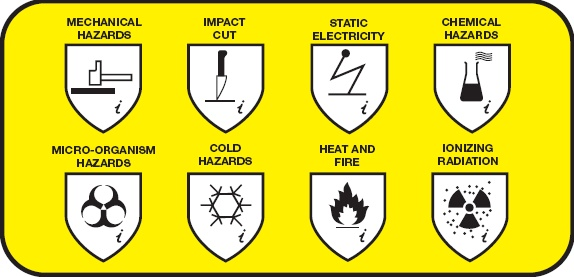 MECHANICAL
HAZARDS
IMPACT
CUT
STATIC
ELECTRICITY
CHEMICAL
HAZARDS
i
i
i
i
MICRO-ORGANISM
HAZARDS
COLD
HAZARDS
HEAT AND
FIRE
IONIZING
RADIATION
i
i
i
i